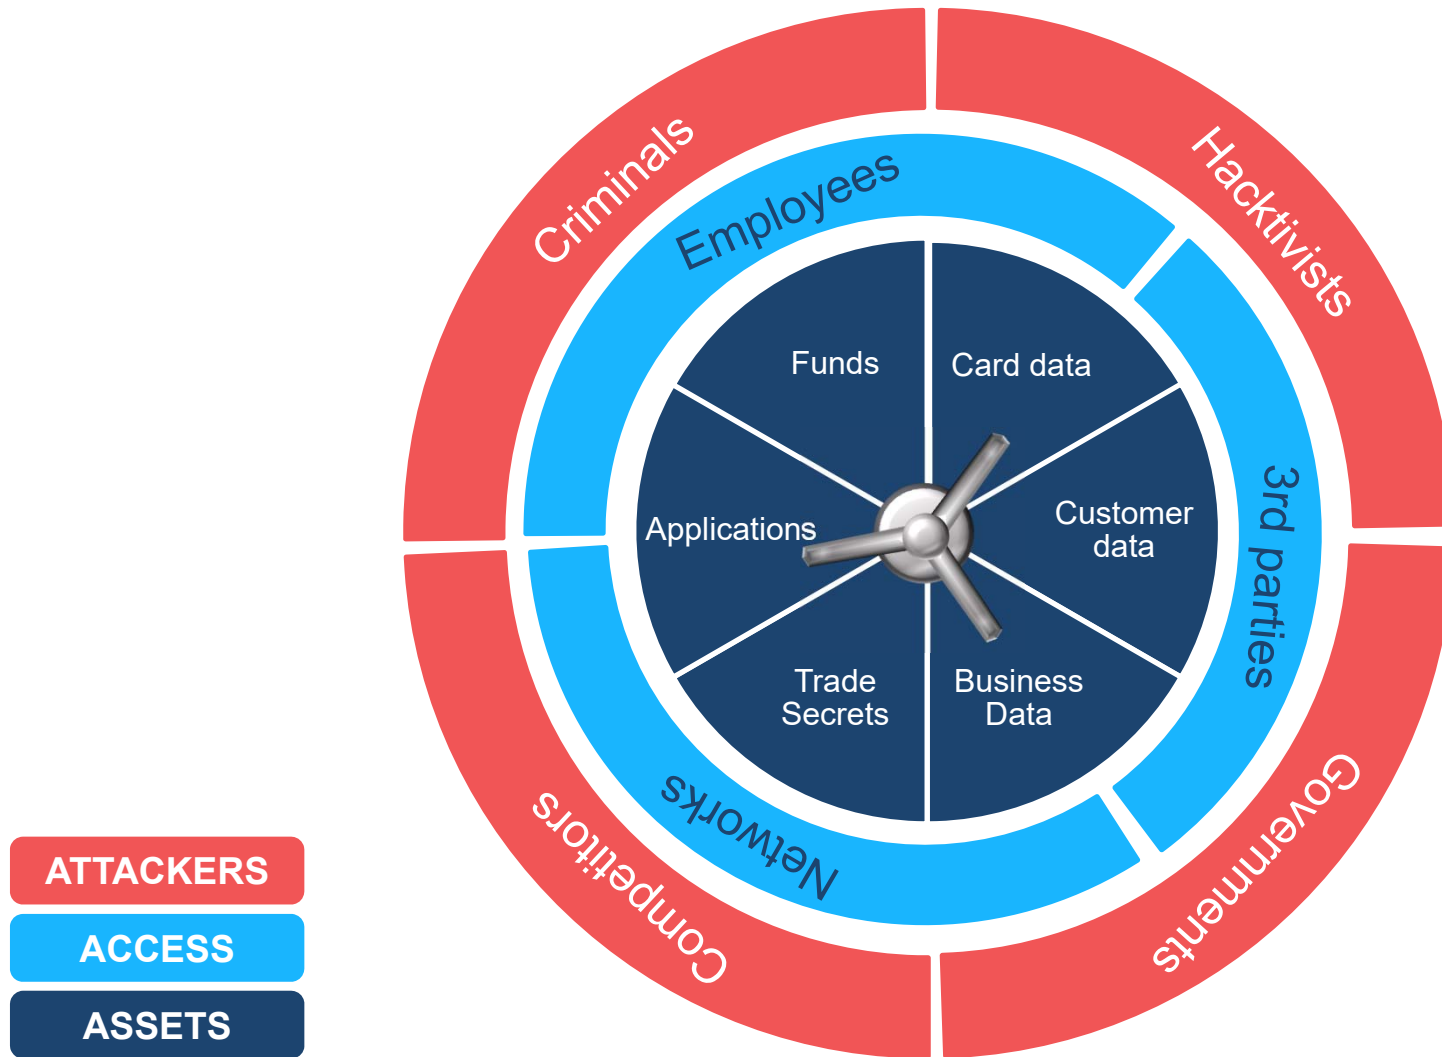 Criminals
Hacktivists
Employees
3rd parties
Funds
Card data
Applications
Customer
data
Trade
Secrets
Business
Data
Networks
Competitors
Governments
ATTACKERS
ACCESS
ASSETS